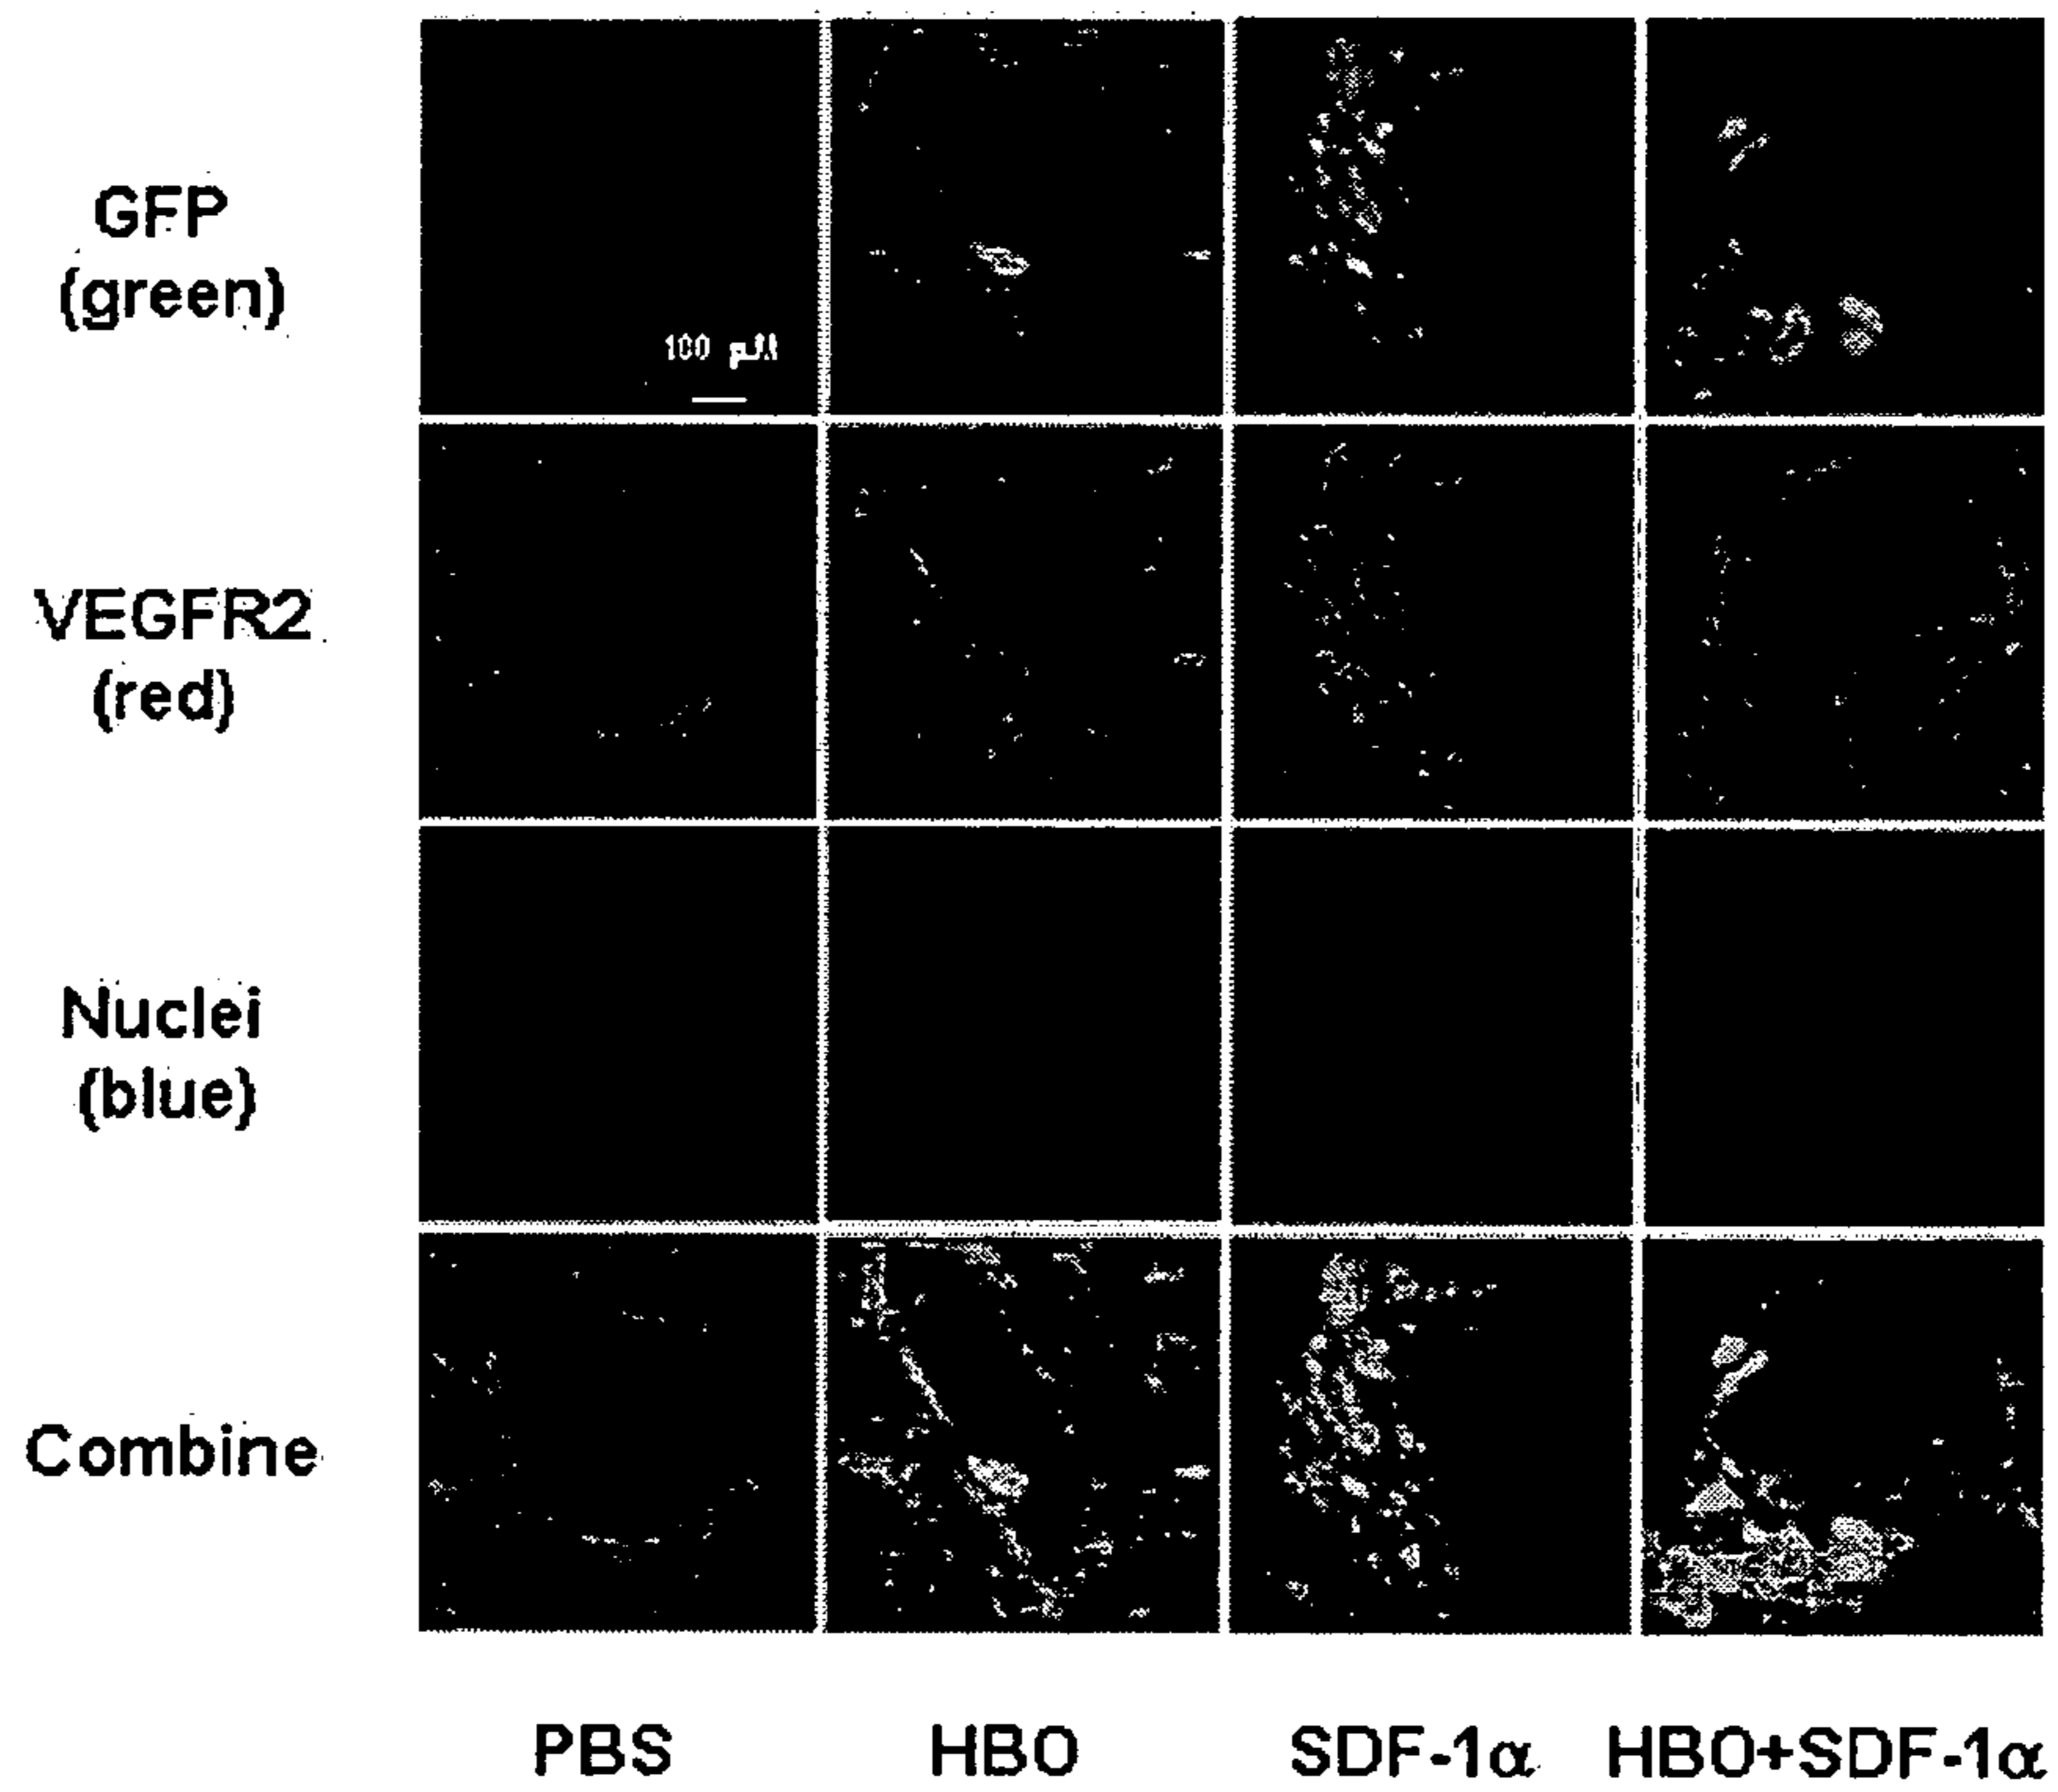 GFP
(green)
100 µm
VEGFR2
(red)
Nuclei
(blue)
Combine
PBS HBO SDF-1α HBO+SDF-1α